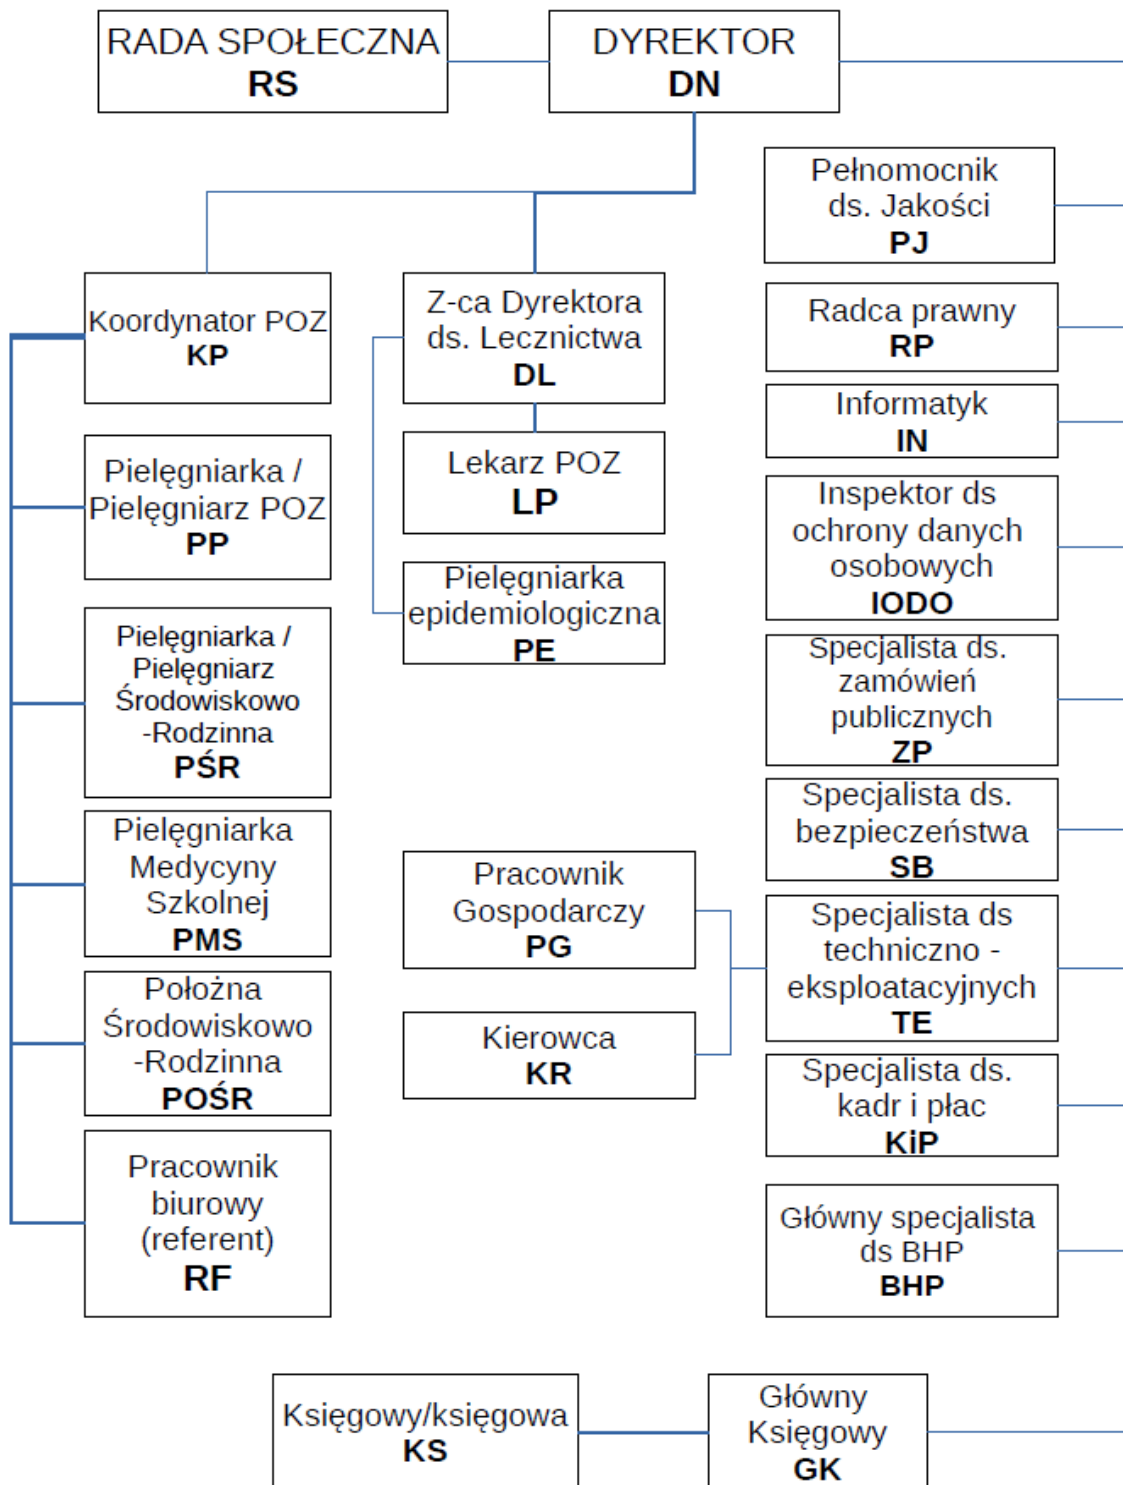 RADA SPOŁECZNA
RS
DYREKTOR
DN
Pełnomocnik
ds. Jakości
PJ
Koordynator POZ
KP
Z-ca Dyrektora
ds. Lecznictwa
DL
Radca prawny
RP
Informatyk
IN
Pielęgniarka /
Pielęgniarz POZ
PP
Lekarz POZ
LP
Inspektor ds
ochrony danych
osobowych
IODO
Pielęgniarka
epidemiologiczna
PE
Pielęgniarka /
Pielęgniarz
Środowiskowo
-Rodzinna
PŚR
Specjalista ds.
zamówień
publicznych
ZP
Specjalista ds.
bezpieczeństwa
SB
Pielęgniarka
Medycyny
Szkolnej
PMS
Pracownik
Gospodarczy
PG
Specjalista ds
techniczno -
eksploatacyjnych
TE
Położna
Środowiskowo
-Rodzinna
POŚR
Kierowca
KR
Specjalista ds.
kadr i płac
KiP
Pracownik
biurowy
(referent)
RF
Główny specjalista
ds BHP
BHP
Księgowy/księgowa
KS
Główny
Księgowy
GK